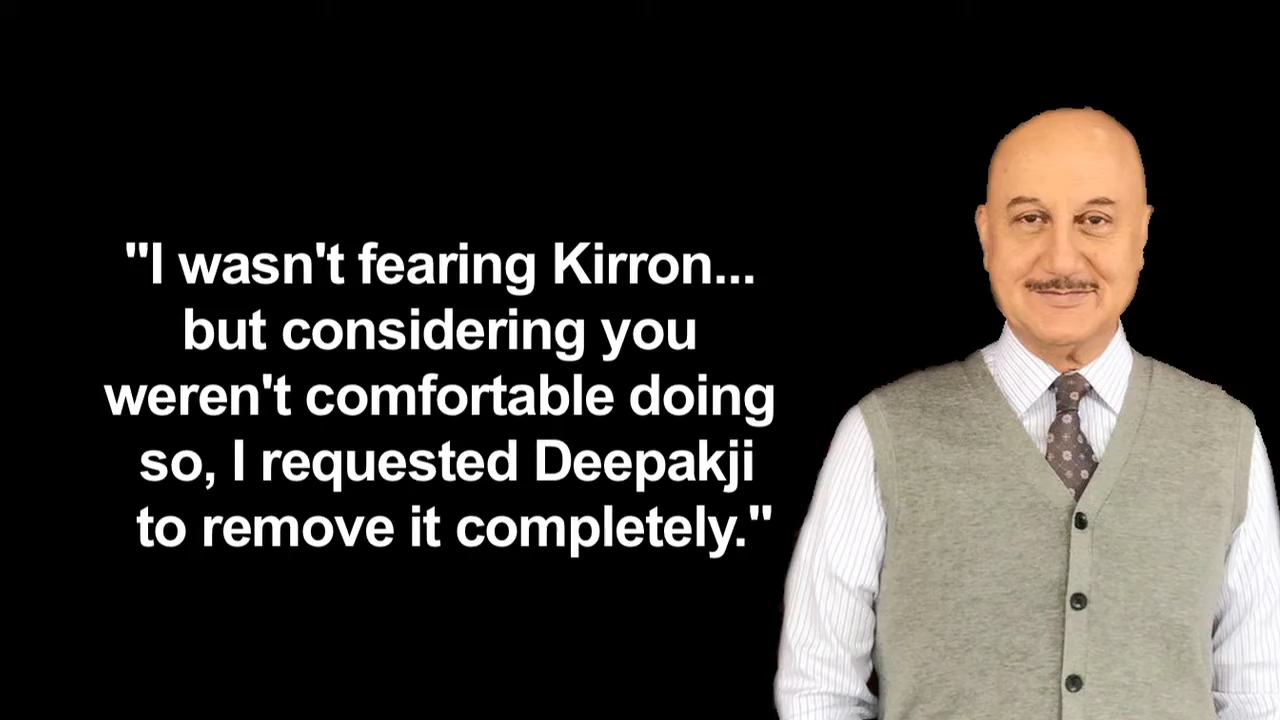 "I wasn't fearing Kirron...
but considering you
weren't comfortable doing
so, I requested Deepakji
to remove it completely."